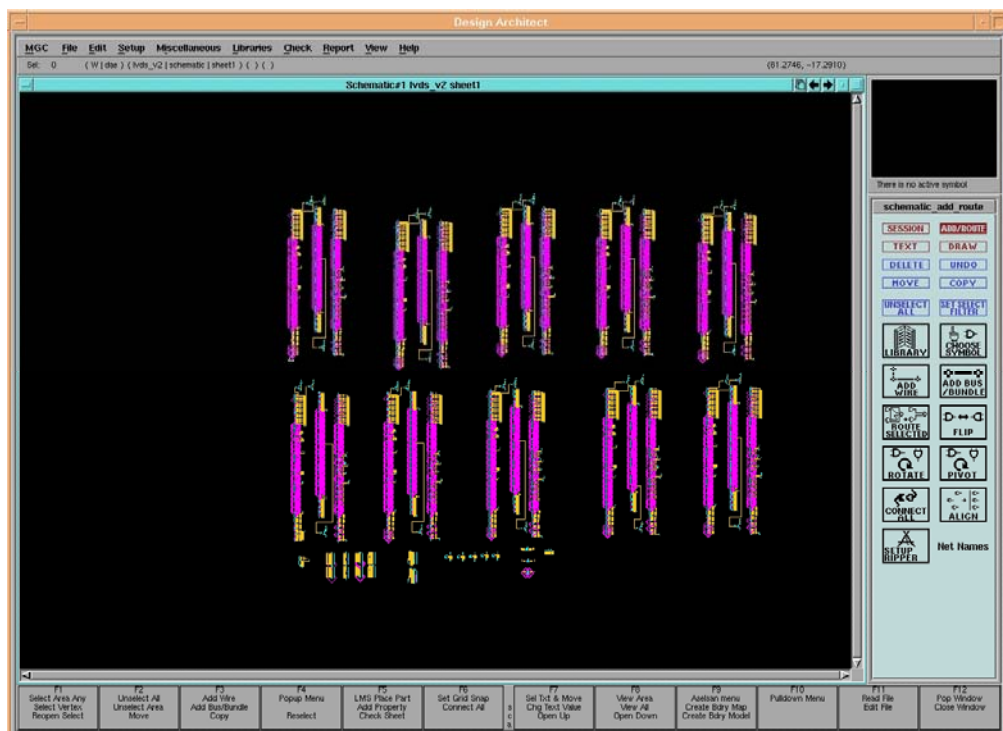 Design Architect
MGC File Edit Setup Miscellaneous Libraries Check Report View Help
Sel: 0 ( W | dae ) ( lvds_v2 | schematic | sheet1 ) ( ) ( ) (61.2746, -17.2910)
Schematic#1 lvds_v2 sheet1
There is no active symbol
schematic_add_route
SESSION ADD/ROUTE
TEXT DRAW
DELETE UNDO
MOVE COPY
UNSELECT ALL
SET SELECT FILTER
LIBRARY
CHOOSE SYMBOL
ADD WIRE
ADD BUS /BUNDLE
ROUTE SELECTED
FLIP
ROTATE
PIVOT
CONNECT ALL
ALIGN
SETUP RIPPER
Net Names
F1
Select Area Any
Select Vertex
Reopen Select
F2
Unselect All
Unselect Area
Move
F3
Add Wire
Add Bus/Bundle
Copy
F4
Popup Menu
Reselect
F5
LMS Place Part
Add Property
Check Sheet
F6
Set Grid Snap
Connect All
s
c
a
F7
Sel Txt & Move
Chg Text Value
Open Up
F8
View Area
View All
Open Down
F9
Aselsan menu
Create Bdry Map
Create Bdry Model
F10
Pulldown Menu
F11
Read File
Edit File
F12
Pop Window
Close Window